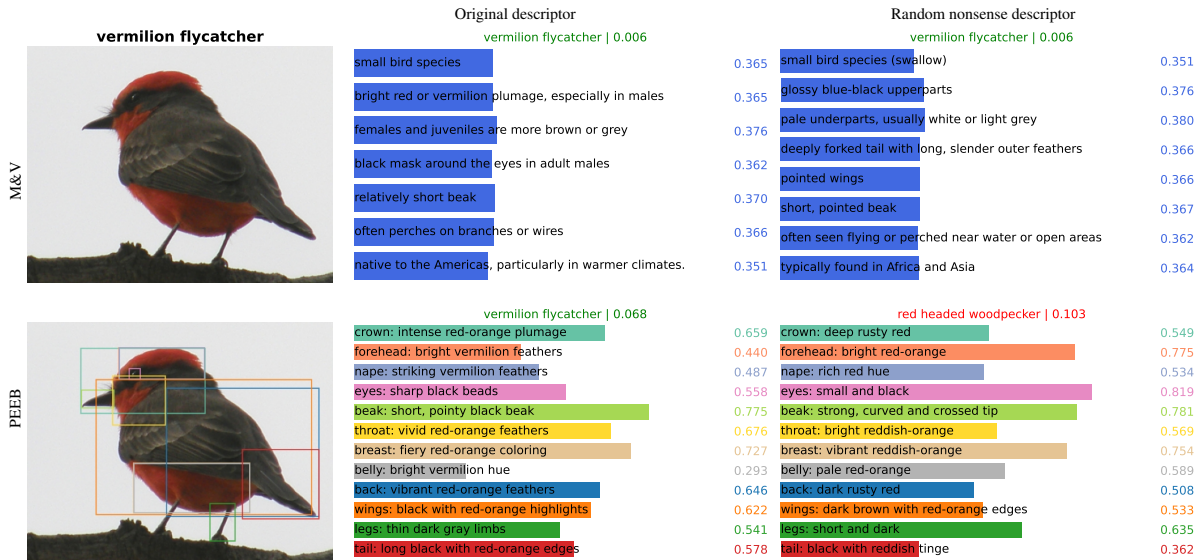 Original descriptor
Random nonsense descriptor
vermilion flycatcher
M&V
vermilion flycatcher | 0.006
small bird species 0.365
bright red or vermilion plumage, especially in males 0.365
females and juveniles are more brown or grey 0.376
black mask around the eyes in adult males 0.362
relatively short beak 0.370
often perches on branches or wires 0.366
native to the Americas, particularly in warmer climates. 0.351
vermilion flycatcher | 0.006
small bird species (swallow) 0.351
glossy blue-black upperparts 0.376
pale underparts, usually white or light grey 0.380
deeply forked tail with long, slender outer feathers 0.366
pointed wings 0.366
short, pointed beak 0.367
often seen flying or perched near water or open areas 0.362
typically found in Africa and Asia 0.364
PEEB
vermilion flycatcher | 0.068
crown: intense red-orange plumage 0.659
forehead: bright vermilion feathers 0.440
nape: striking vermilion feathers 0.487
eyes: sharp black beads 0.558
beak: short, pointy black beak 0.775
throat: vivid red-orange feathers 0.676
breast: fiery red-orange coloring 0.727
belly: bright vermilion hue 0.293
back: vibrant red-orange feathers 0.646
wings: black with red-orange highlights 0.622
legs: thin dark gray limbs 0.541
tail: long black with red-orange edges 0.578
red headed woodpecker | 0.103
crown: deep rusty red 0.549
forehead: bright red-orange 0.775
nape: rich red hue 0.534
eyes: small and black 0.819
beak: strong, curved and crossed tip 0.781
throat: bright reddish-orange 0.569
breast: vibrant reddish-orange 0.754
belly: pale red-orange 0.589
back: dark rusty red 0.508
wings: dark brown with red-orange edges 0.533
legs: short and dark 0.635
tail: black with reddish tinge 0.362